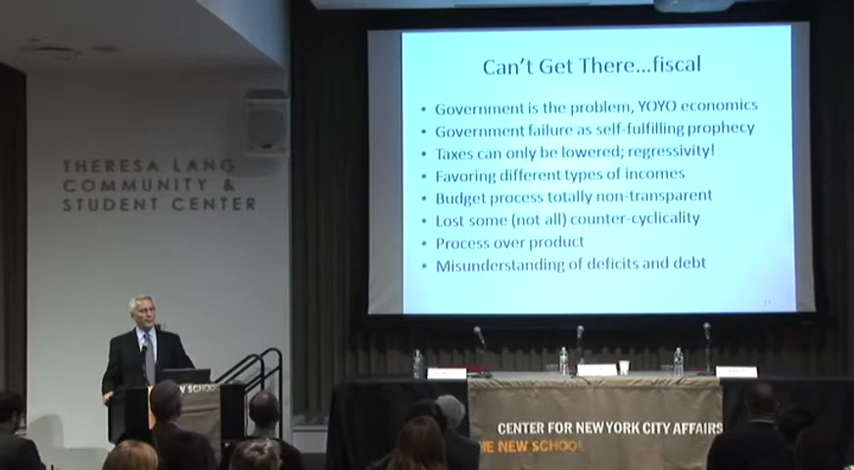 Can't Get There...fiscal
• Government is the problem, YOYO economics
• Government failure as self-fulfilling prophecy
• Taxes can only be lowered; regressivity!
• Favoring different types of incomes
• Budget process totally non-transparent
• Lost some (not all) counter-cyclicality
• Process over product
• Misunderstanding of deficits and debt
THERESA LANG
COMMUNITY &
STUDENT CENTER
CENTER FOR NEW YORK CITY AFFAIRS
THE NEW SCHOOL